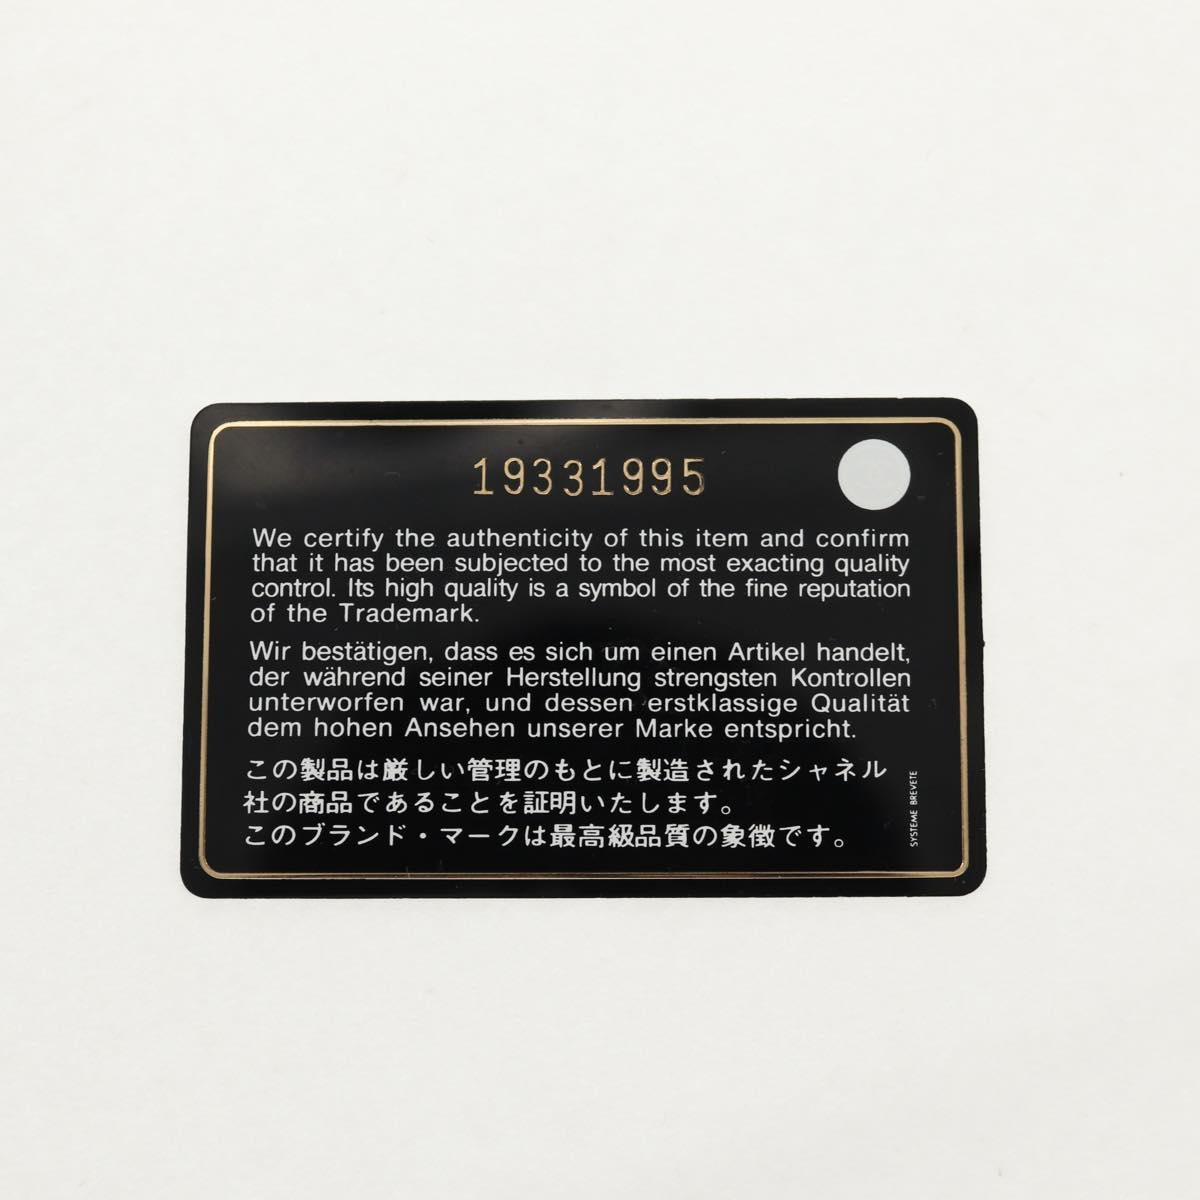 19331995
We certify the authenticity of this item and confirm
that it has been subjected to the most exacting quality
control. Its high quality is a symbol of the fine reputation
of the Trademark.
Wir bestätigen, dass es sich um einen Artikel handelt,
der während seiner Herstellung strengsten Kontrollen
unterworfen war, und dessen erstklassige Qualität
dem hohen Ansehen unserer Marke entspricht.
この製品は厳しい管理のもとに製造されたシャネル
社の商品であることを証明いたします。
このブランド・マークは最高級品質の象徴です。
SYSTEME BREVETE